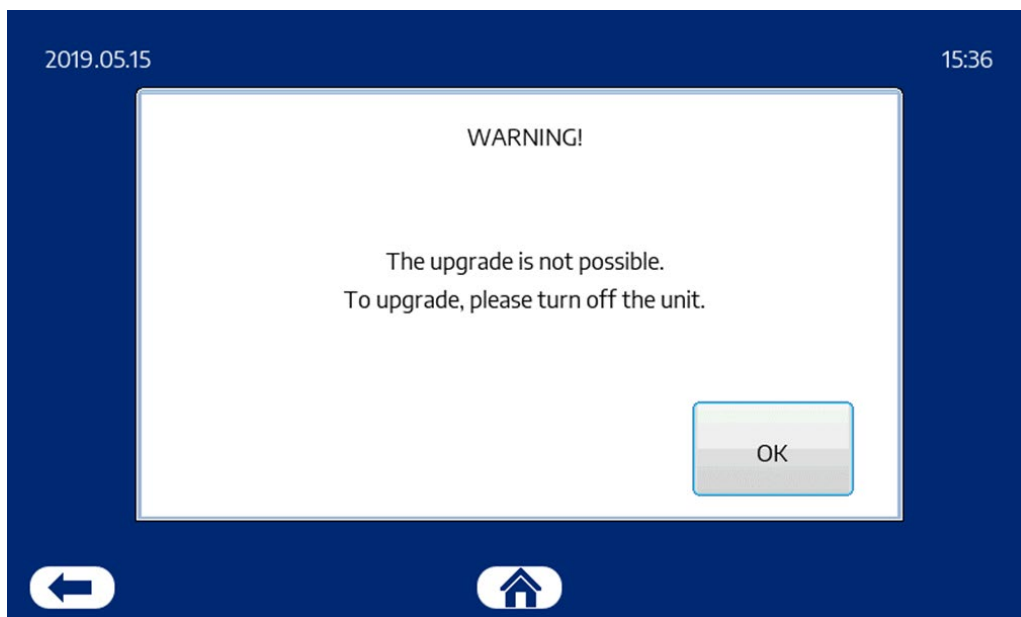 2019.05.15
15:36
WARNING!
The upgrade is not possible.
To upgrade, please turn off the unit.
OK